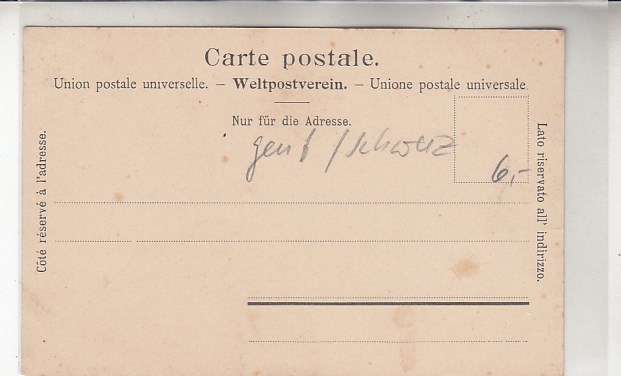 Carte postale.
Union postale universelle. – Weltpostverein. – Unione postale universale
Nur für die Adresse.
genf / Schweiz
6,-
Côté réservé à l'adresse.
Lato riservato all' indirizzo.